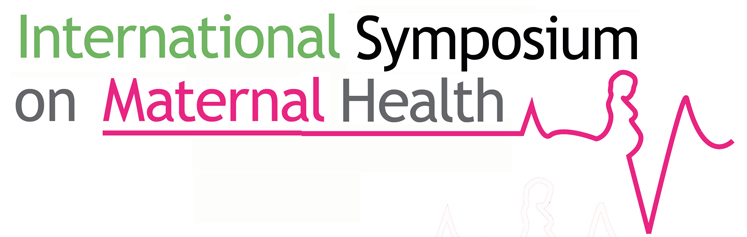 International Symposium
on Maternal Health